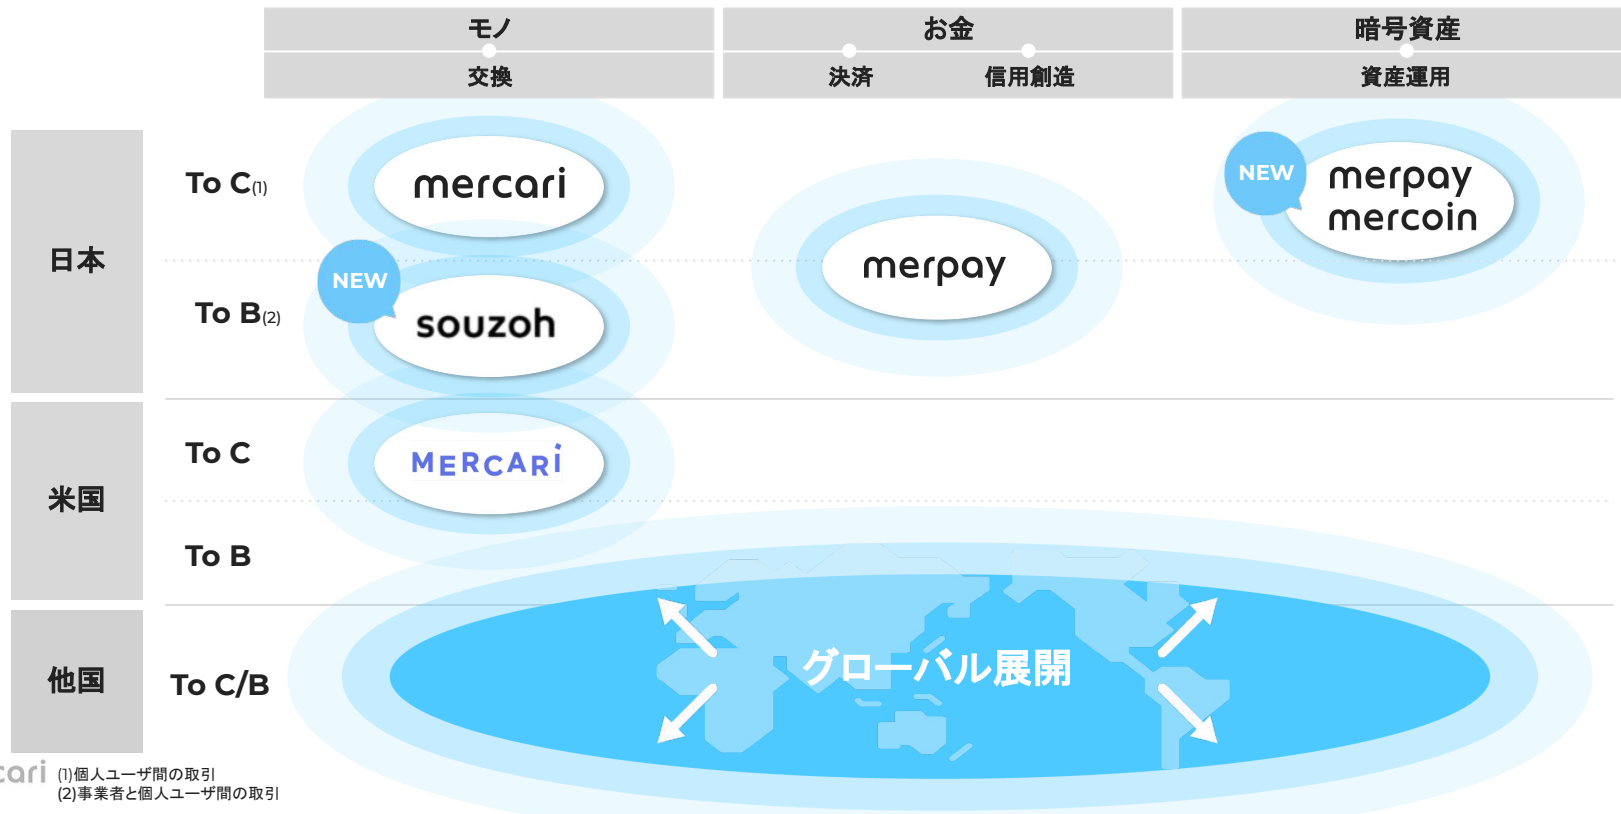 モノ
お金
暗号資産
交換
決済
信用創造
資産運用
日本
To C(1)
mercari
NEW
merpay
mercoin
merpay
To B(2)
NEW
souzoh
米国
To C
MERCARI
To B
他国
To C/B
グローバル展開
cari
(1)個人ユーザ間の取引
(2)事業者と個人ユーザ間の取引